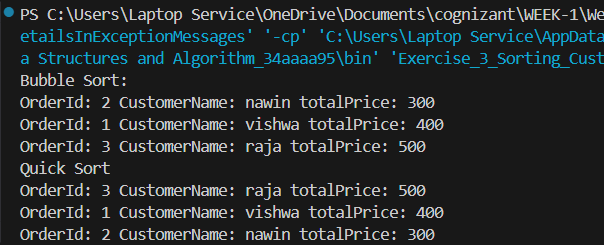 PS C:\Users\Laptop Service\OneDrive\Documents\cognizant\WEEK-1\We
etailsInExceptionMessages' '-cp' 'C:\Users\Laptop Service\AppData
a Structures and Algorithm_34aaaa95\bin' 'Exercise_3_Sorting_Cust
Bubble Sort:
OrderId: 2 CustomerName: nawin totalPrice: 300
OrderId: 1 CustomerName: vishwa totalPrice: 400
OrderId: 3 CustomerName: raja totalPrice: 500
Quick Sort
OrderId: 3 CustomerName: raja totalPrice: 500
OrderId: 1 CustomerName: vishwa totalPrice: 400
OrderId: 2 CustomerName: nawin totalPrice: 300